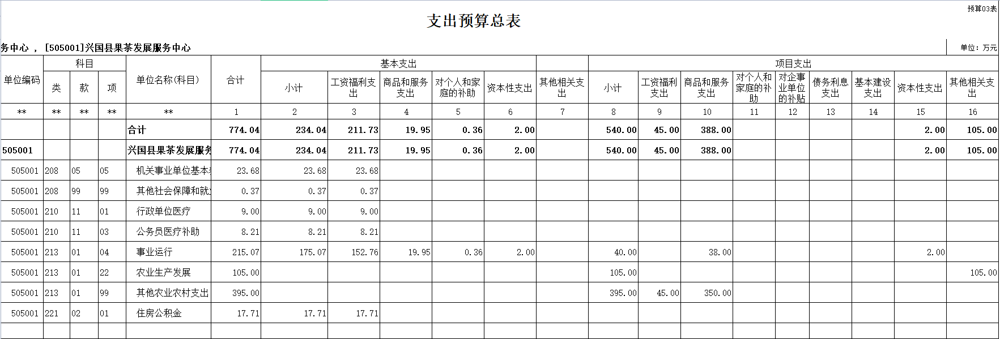 预算03表
支出预算总表
务中心 , [505001]兴国县果茶发展服务中心 单位: 万元
单位编码 科目 单位名称(科目) 合计 基本支出 项目支出
类 款 项 小计 工资福利支出 商品和服务支出 对个人和家庭的补助 资本性支出 其他相关支出 小计 工资福利支出 商品和服务支出 对个人和家庭的补助 对企事业单位的补贴 债务利息支出 基本建设支出 资本性支出 其他相关支出
** ** ** ** ** 1 2 3 4 5 6 7 8 9 10 11 12 13 14 15 16
合计 774.04 234.04 211.73 19.95 0.36 2.00 540.00 45.00 388.00 2.00 105.00
505001 兴国县果茶发展服务 774.04 234.04 211.73 19.95 0.36 2.00 540.00 45.00 388.00 2.00 105.00
505001 208 05 05 机关事业单位基本 23.68 23.68 23.68
505001 208 99 99 其他社会保障和就 0.37 0.37 0.37
505001 210 11 01 行政单位医疗 9.00 9.00 9.00
505001 210 11 03 公务员医疗补助 8.21 8.21 8.21
505001 213 01 04 事业运行 215.07 175.07 152.76 19.95 0.36 2.00 40.00 38.00 2.00
505001 213 01 22 农业生产发展 105.00 105.00 105.00
505001 213 01 99 其他农业农村支出 395.00 395.00 45.00 350.00
505001 221 02 01 住房公积金 17.71 17.71 17.71